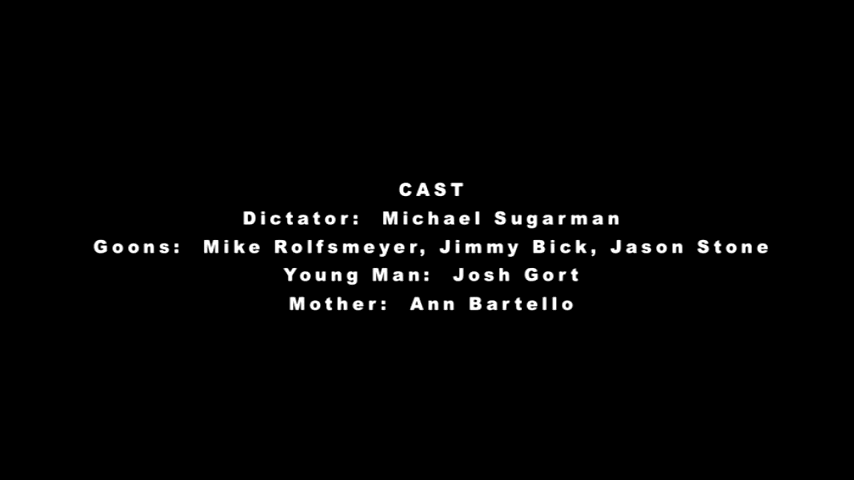 CAST
Dictator: Michael Sugarman
Goons: Mike Rolfsmeyer, Jimmy Bick, Jason Stone
Young Man: Josh Gort
Mother: Ann Bartello